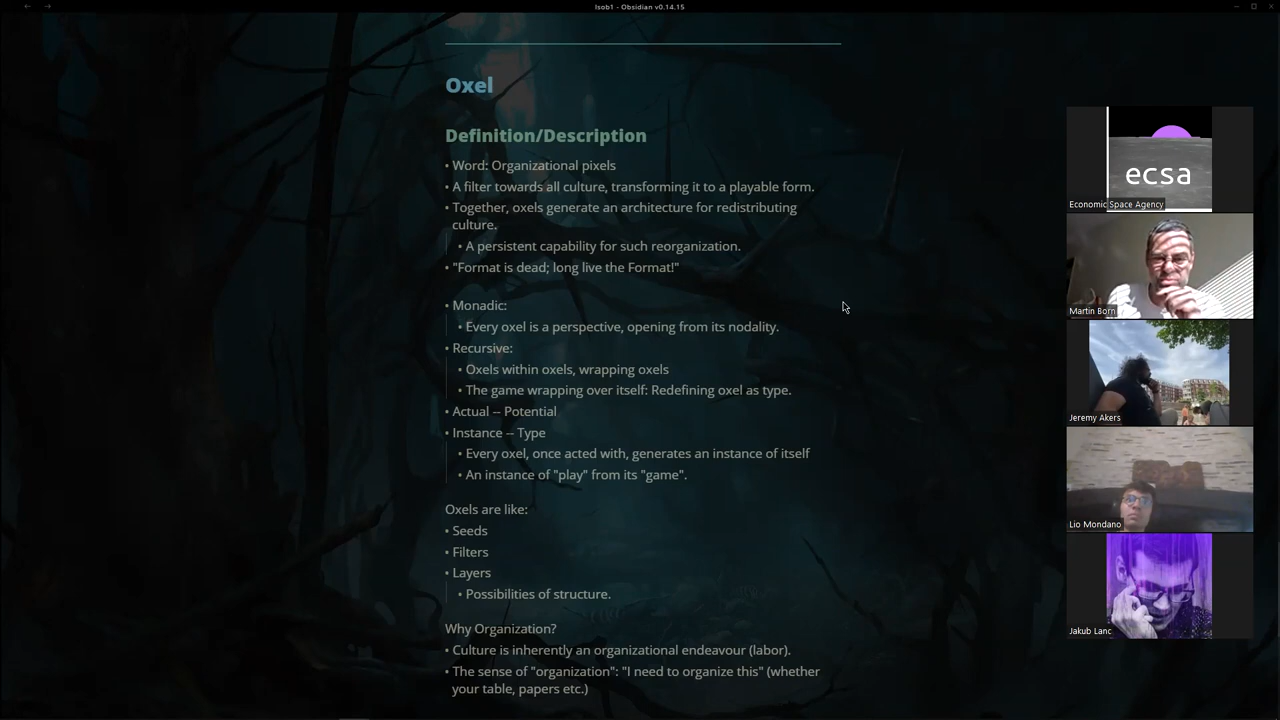 Isob1 - Obsidian v0.14.15
Oxel
Definition/Description
• Word: Organizational pixels
• A filter towards all culture, transforming it to a playable form.
• Together, oxels generate an architecture for redistributing
culture.
• A persistent capability for such reorganization.
• "Format is dead; long live the Format!"
• Monadic:
• Every oxel is a perspective, opening from its nodality.
• Recursive:
• Oxels within oxels, wrapping oxels
• The game wrapping over itself: Redefining oxel as type.
• Actual -- Potential
• Instance -- Type
• Every oxel, once acted with, generates an instance of itself
• An instance of "play" from its "game".
Oxels are like:
• Seeds
• Filters
• Layers
• Possibilities of structure.
Why Organization?
• Culture is inherently an organizational endeavour (labor).
• The sense of "organization": "I need to organize this" (whether
your table, papers etc.)
ecsa
Economic Space Agency
Martin Born
Jeremy Akers
Lio Mondano
Jakub Lanc